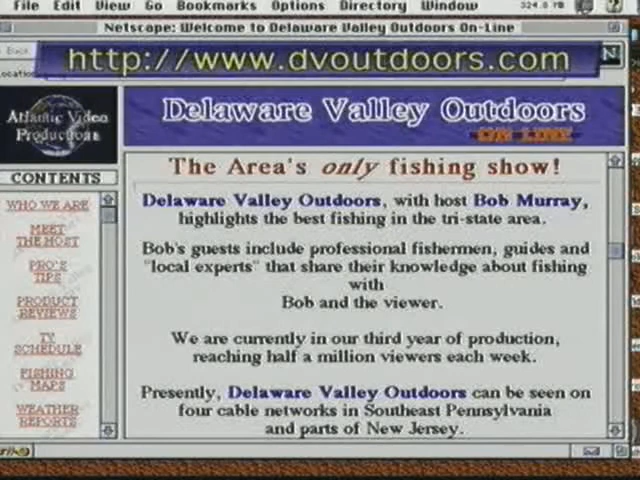 File Edit View Go Bookmarks Options Directory Window
Netscape: Welcome to Delaware Valley Outdoors On-Line
http://www.dvoutdoors.com
N
Atlantic Video
Productions
Delaware Valley Outdoors
ON LINE
CONTENTS
WHO WE ARE
MEET
THE HOST
PRO'S
TIPS
PRODUCT
REVIEWS
TV
SCHEDULE
FISHING
MAPS
WEATHER
REPORTS
The Area's only fishing show!
Delaware Valley Outdoors, with host Bob Murray,
highlights the best fishing in the tri-state area.
Bob's guests include professional fishermen, guides and
"local experts" that share their knowledge about fishing
with
Bob and the viewer.
We are currently in our third year of production,
reaching half a million viewers each week.
Presently, Delaware Valley Outdoors can be seen on
four cable networks in Southeast Pennsylvania
and parts of New Jersey.